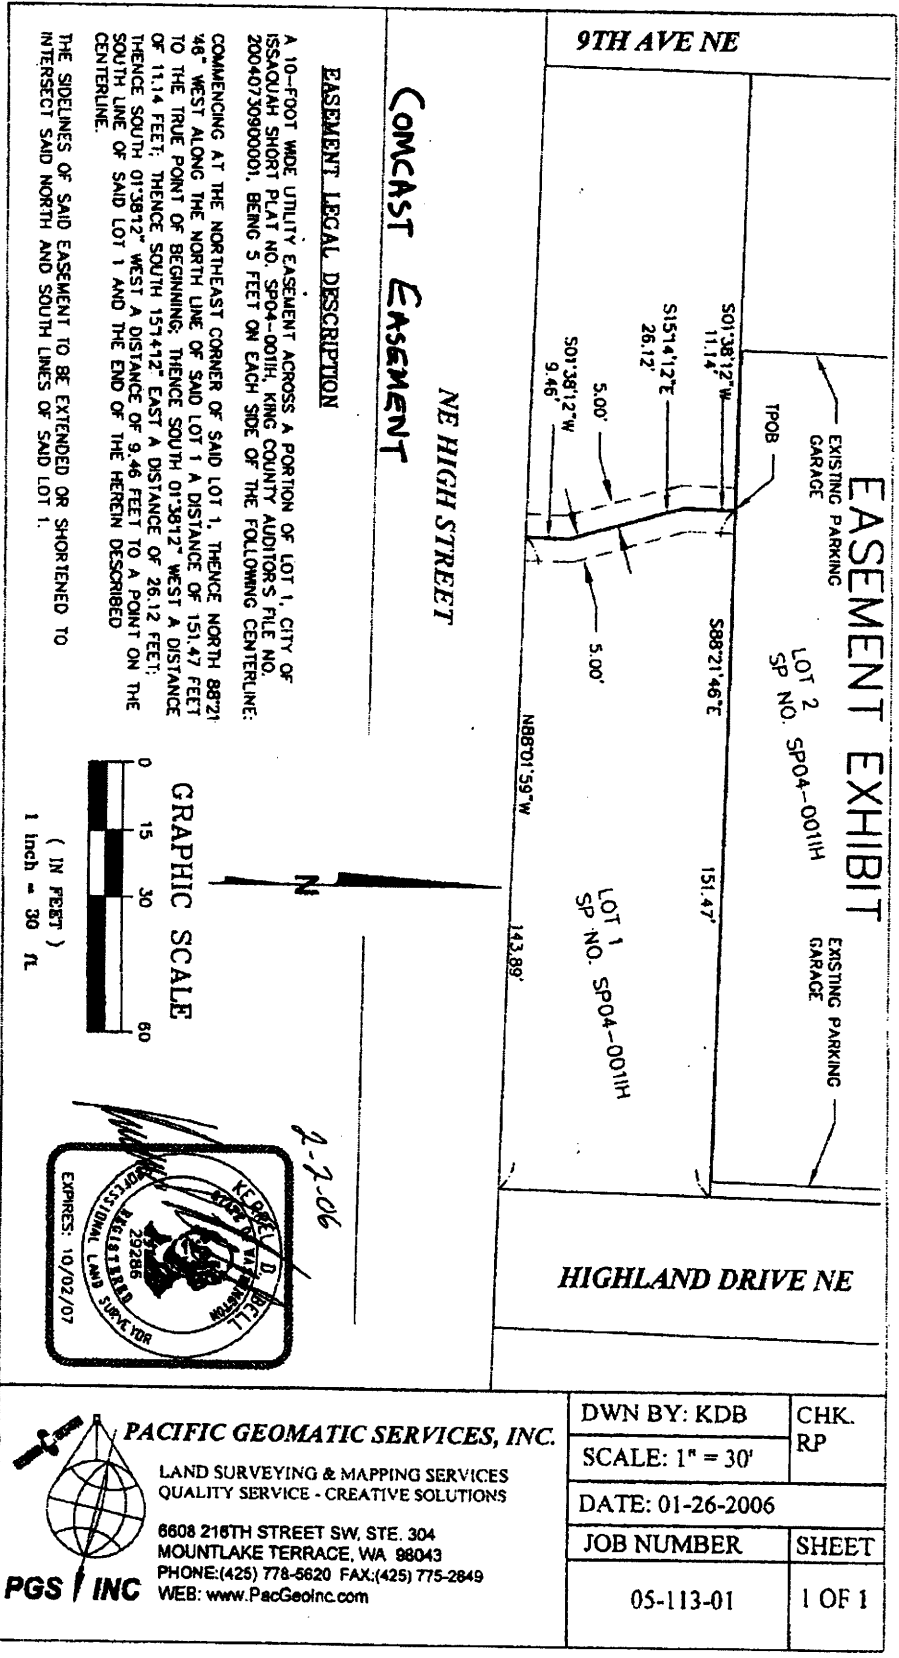 EASEMENT EXHIBIT
9TH AVE NE
EXISTING PARKING
GARAGE
LOT 2
SP NO. SP04-001IH
EXISTING PARKING
GARAGE
TPOB
S01°38'12"W
11.14'
S15°14'12"E
26.12'
5.00'
S01°38'12"W
9.46'
5.00'
S88°21'46"E
151.47'
N88°01'59"W
143.89'
LOT 1
SP NO. SP04-001IH
HIGHLAND DRIVE NE
NE HIGH STREET
COMCAST EASEMENT
EASEMENT LEGAL DESCRIPTION
A 10-FOOT WIDE UTILITY EASEMENT ACROSS A PORTION OF LOT 1, CITY OF
ISSAQUAH SHORT PLAT NO. SP04-001IH, KING COUNTY AUDITOR'S FILE NO.
20040730900001, BEING 5 FEET ON EACH SIDE OF THE FOLLOWING CENTERLINE:
COMMENCING AT THE NORTHEAST CORNER OF SAID LOT 1, THENCE NORTH 88°21
'46" WEST ALONG THE NORTH LINE OF SAID LOT 1 A DISTANCE OF 151.47 FEET
TO THE TRUE POINT OF BEGINNING; THENCE SOUTH 01°38'12" WEST A DISTANCE
OF 11.14 FEET; THENCE SOUTH 15°14'12" EAST A DISTANCE OF 26.12 FEET;
THENCE SOUTH 01°38'12" WEST A DISTANCE OF 9.46 FEET TO A POINT ON THE
SOUTH LINE OF SAID LOT 1 AND THE END OF THE HEREIN DESCRIBED
CENTERLINE.
THE SIDELINES OF SAID EASEMENT TO BE EXTENDED OR SHORTENED TO
INTERSECT SAID NORTH AND SOUTH LINES OF SAID LOT 1.
N
GRAPHIC SCALE
0 15 30 60
( IN FEET )
1 inch = 30 ft.
2-2-06
D. BELL
STATE OF WASHINGTON
29286
REGISTERED
PROFESSIONAL LAND SURVEYOR
EXPIRES: 10/02/07
PGS INC
PACIFIC GEOMATIC SERVICES, INC.
LAND SURVEYING & MAPPING SERVICES
QUALITY SERVICE - CREATIVE SOLUTIONS
6608 216TH STREET SW, STE. 304
MOUNTLAKE TERRACE, WA 98043
PHONE:(425) 778-5620 FAX:(425) 775-2849
WEB: www.PacGeoInc.com
DWN BY: KDB
CHK.
RP
SCALE: 1" = 30'
DATE: 01-26-2006
JOB NUMBER
SHEET
05-113-01
1 OF 1